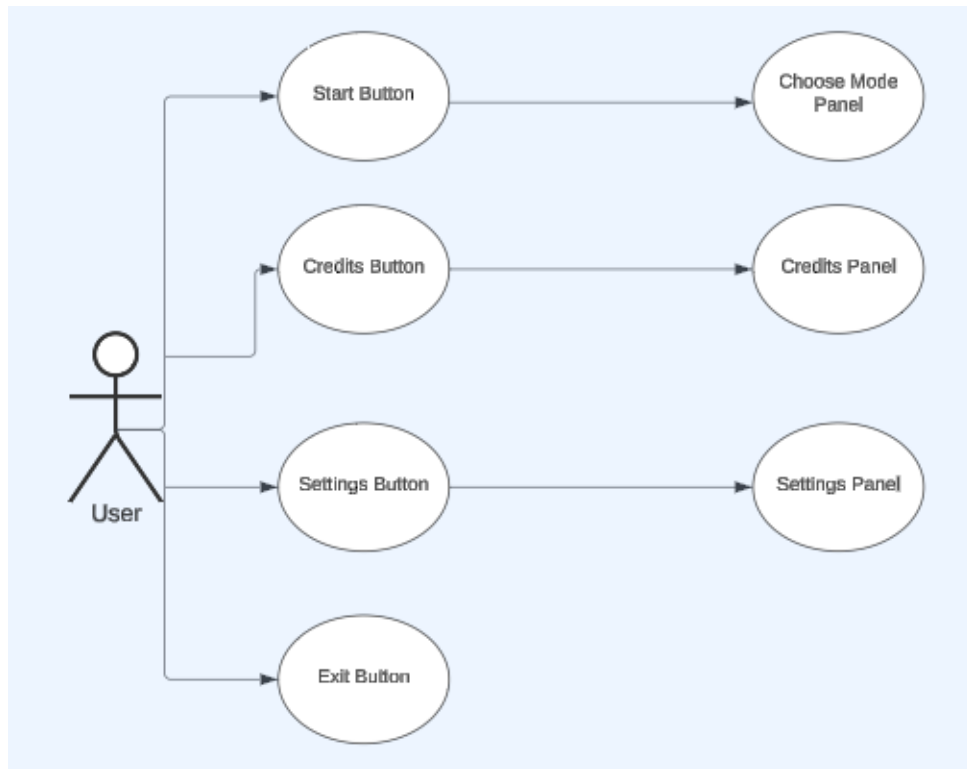 Start Button
Choose Mode
Panel
Credits Button
Credits Panel
User
Settings Button
Settings Panel
Exit Button